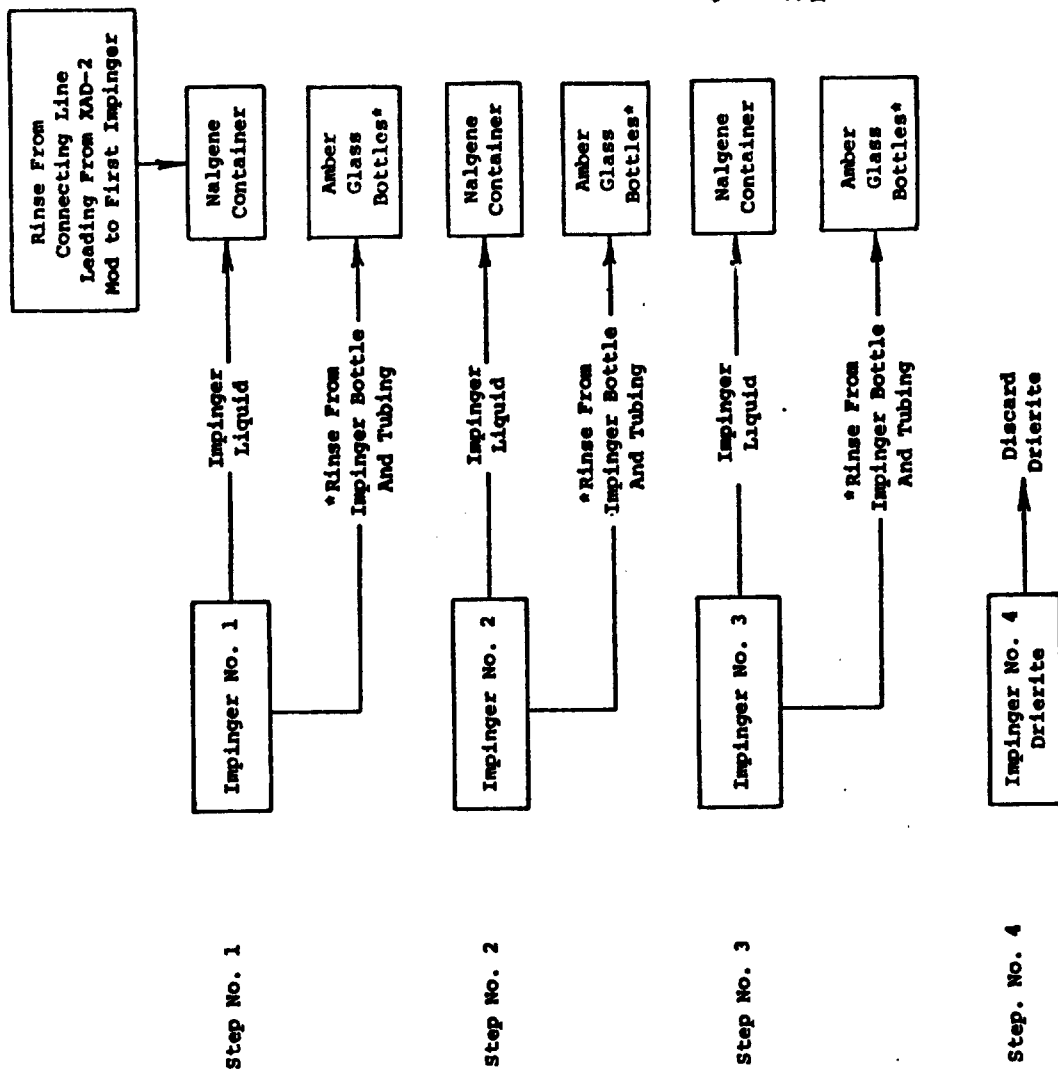 Rinse From
Connecting Line
Leading From XAD-2
Mod to First Impinger
Step No. 1
Impinger No. 1
Impinger
Liquid
Nalgene
Container
*Rinse From
Impinger Bottle
And Tubing
Amber
Glass
Bottles*
Step No. 2
Impinger No. 2
Impinger
Liquid
Nalgene
Container
*Rinse From
Impinger Bottle
And Tubing
Amber
Glass
Bottles*
Step No. 3
Impinger No. 3
Impinger
Liquid
Nalgene
Container
*Rinse From
Impinger Bottle
And Tubing
Amber
Glass
Bottles*
Step. No. 4
Impinger No. 4
Drierite
Discard
Drierite